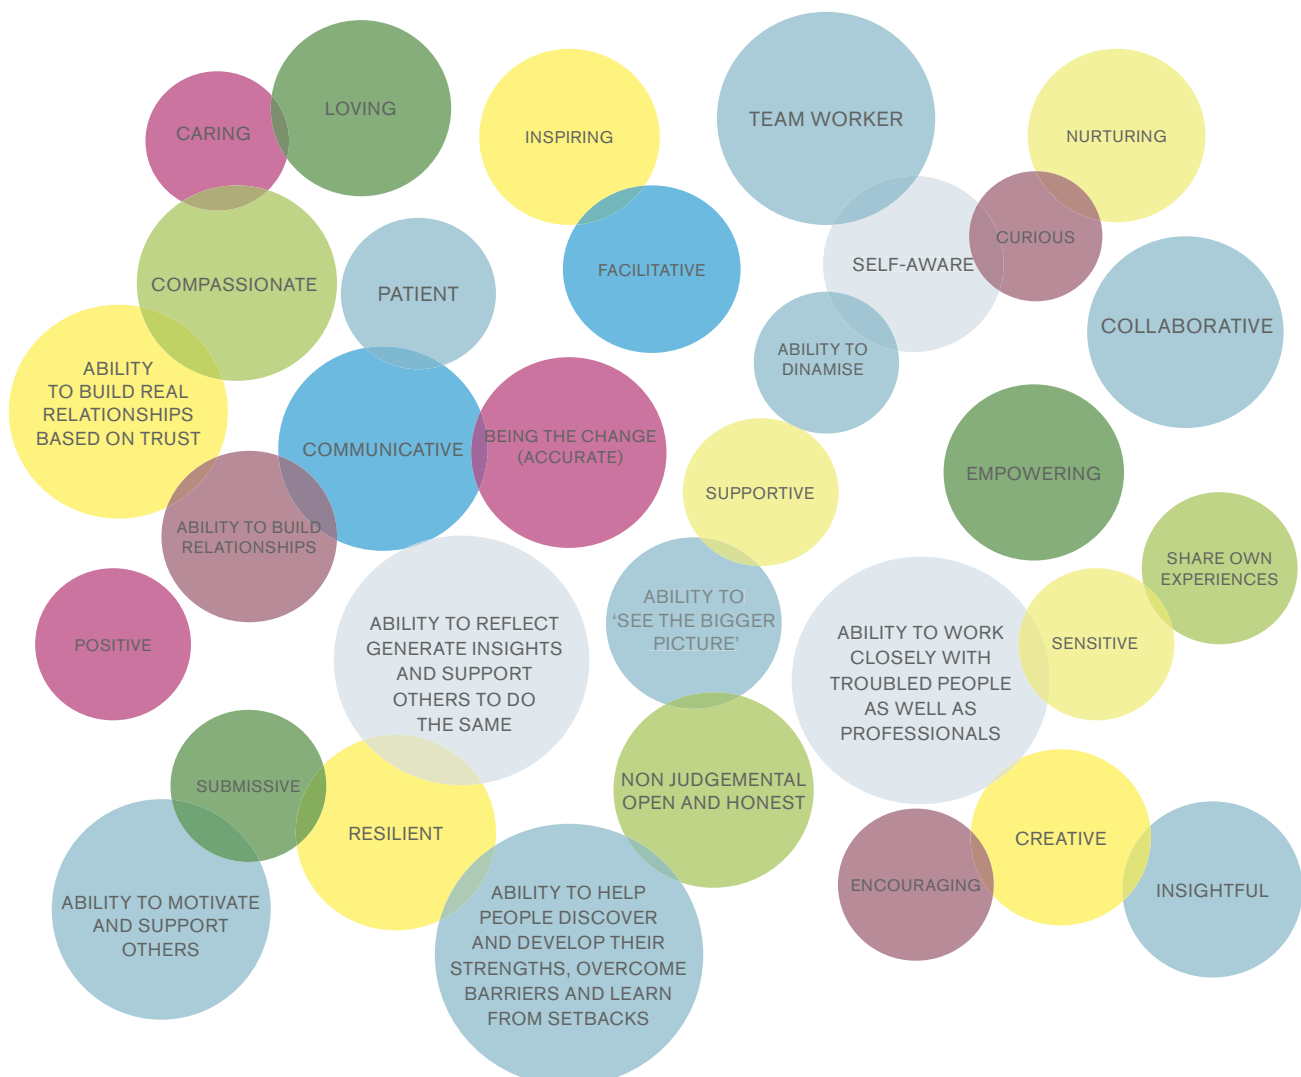 LOVING
CARING
INSPIRING
TEAM WORKER
NURTURING
CURIOUS
SELF-AWARE
FACILITATIVE
COMPASSIONATE
PATIENT
COLLABORATIVE
ABILITY TO
DINAMISE
ABILITY
TO BUILD REAL
RELATIONSHIPS
BASED ON TRUST
COMMUNICATIVE
BEING THE CHANGE
(ACCURATE)
EMPOWERING
SUPPORTIVE
ABILITY TO BUILD
RELATIONSHIPS
SHARE OWN
EXPERIENCES
ABILITY TO
‘SEE THE BIGGER
PICTURE’
POSITIVE
ABILITY TO REFLECT
GENERATE INSIGHTS
AND SUPPORT
OTHERS TO DO
THE SAME
ABILITY TO WORK
CLOSELY WITH
TROUBLED PEOPLE
AS WELL AS
PROFESSIONALS
SENSITIVE
SUBMISSIVE
NON JUDGEMENTAL
OPEN AND HONEST
RESILIENT
CREATIVE
ENCOURAGING
INSIGHTFUL
ABILITY TO MOTIVATE
AND SUPPORT
OTHERS
ABILITY TO HELP
PEOPLE DISCOVER
AND DEVELOP THEIR
STRENGTHS, OVERCOME
BARRIERS AND LEARN
FROM SETBACKS